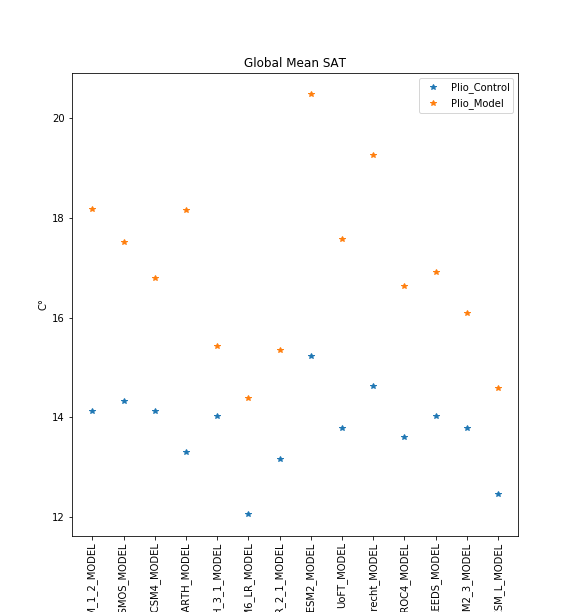 Global Mean SAT
Plio_Control
Plio_Model
C°
20
18
16
14
12
M_1_2_MODEL
SMOS_MODEL
CSM4_MODEL
ARTH_MODEL
H_3_1_MODEL
M6_LR_MODEL
R_2_1_MODEL
ESM2_MODEL
UoFT_MODEL
recht_MODEL
ROC4_MODEL
EEDS_MODEL
M2_3_MODEL
SM_L_MODEL